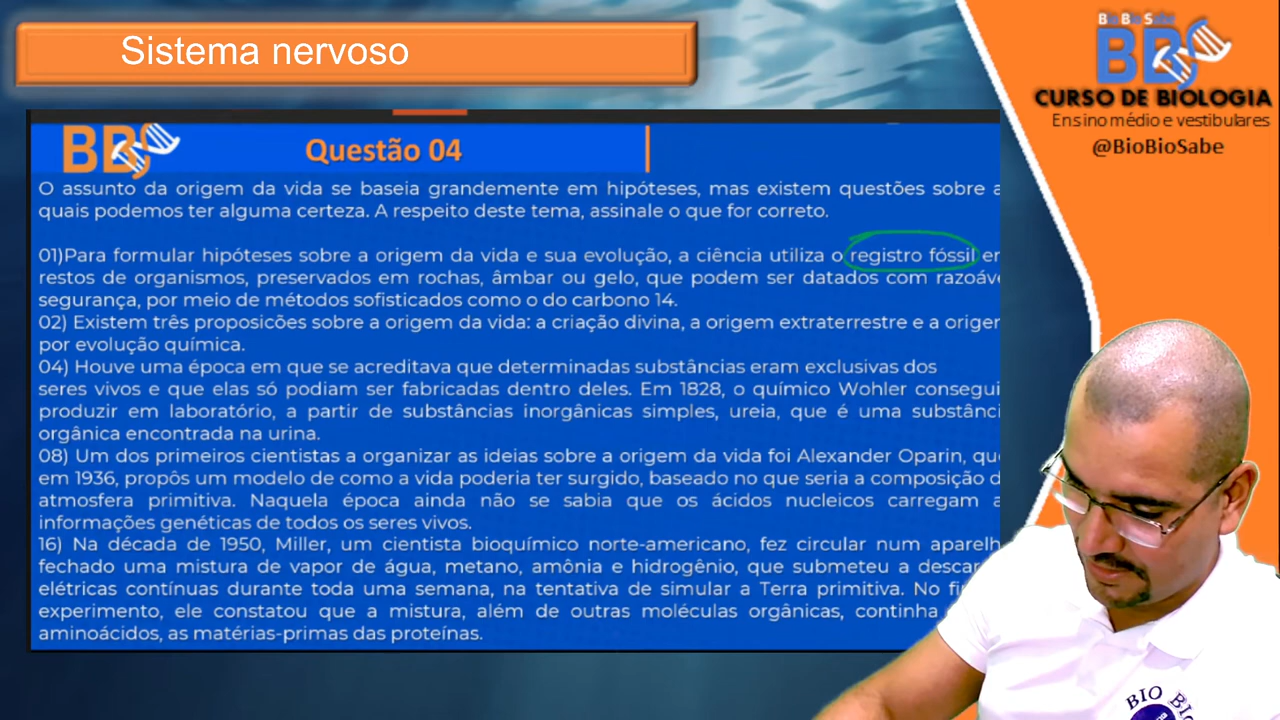 Sistema nervoso
Bio Bio Sabe
BBS
CURSO DE BIOLOGIA
Ensino médio e vestibulares
@BioBioSabe
BBS
Questão 04
O assunto da origem da vida se baseia grandemente em hipóteses, mas existem questões sobre
quais podemos ter alguma certeza. A respeito deste tema, assinale o que for correto.
01)Para formular hipóteses sobre a origem da vida e sua evolução, a ciência utiliza o registro fóssil
restos de organismos, preservados em rochas, âmbar ou gelo, que podem ser datados com
segurança, por meio de métodos sofisticados como o do carbono 14.
02) Existem três proposicões sobre a origem da vida: a criação divina, a origem extraterrestre e a
por evolução química.
04) Houve uma época em que se acreditava que determinadas substâncias eram exclusivas dos
seres vivos e que elas só podiam ser fabricadas dentro deles. Em 1828, o químico Wohler
produzir em laboratório, a partir de substâncias inorgânicas simples, ureia, que é uma
orgânica encontrada na urina.
08) Um dos primeiros cientistas a organizar as ideias sobre a origem da vida foi Alexander Oparin,
em 1936, propôs um modelo de como a vida poderia ter surgido, baseado no que seria a composição
atmosfera primitiva. Naquela época ainda não se sabia que os ácidos nucleicos carregam
informações genéticas de todos os seres vivos.
16) Na década de 1950, Miller, um cientista bioquímico norte-americano, fez circular num
fechado uma mistura de vapor de água, metano, amônia e hidrogênio, que submeteu a
elétricas contínuas durante toda uma semana, na tentativa de simular a Terra primitiva. No
experimento, ele constatou que a mistura, além de outras moléculas orgânicas, continha
aminoácidos, as matérias-primas das proteínas.
BIO